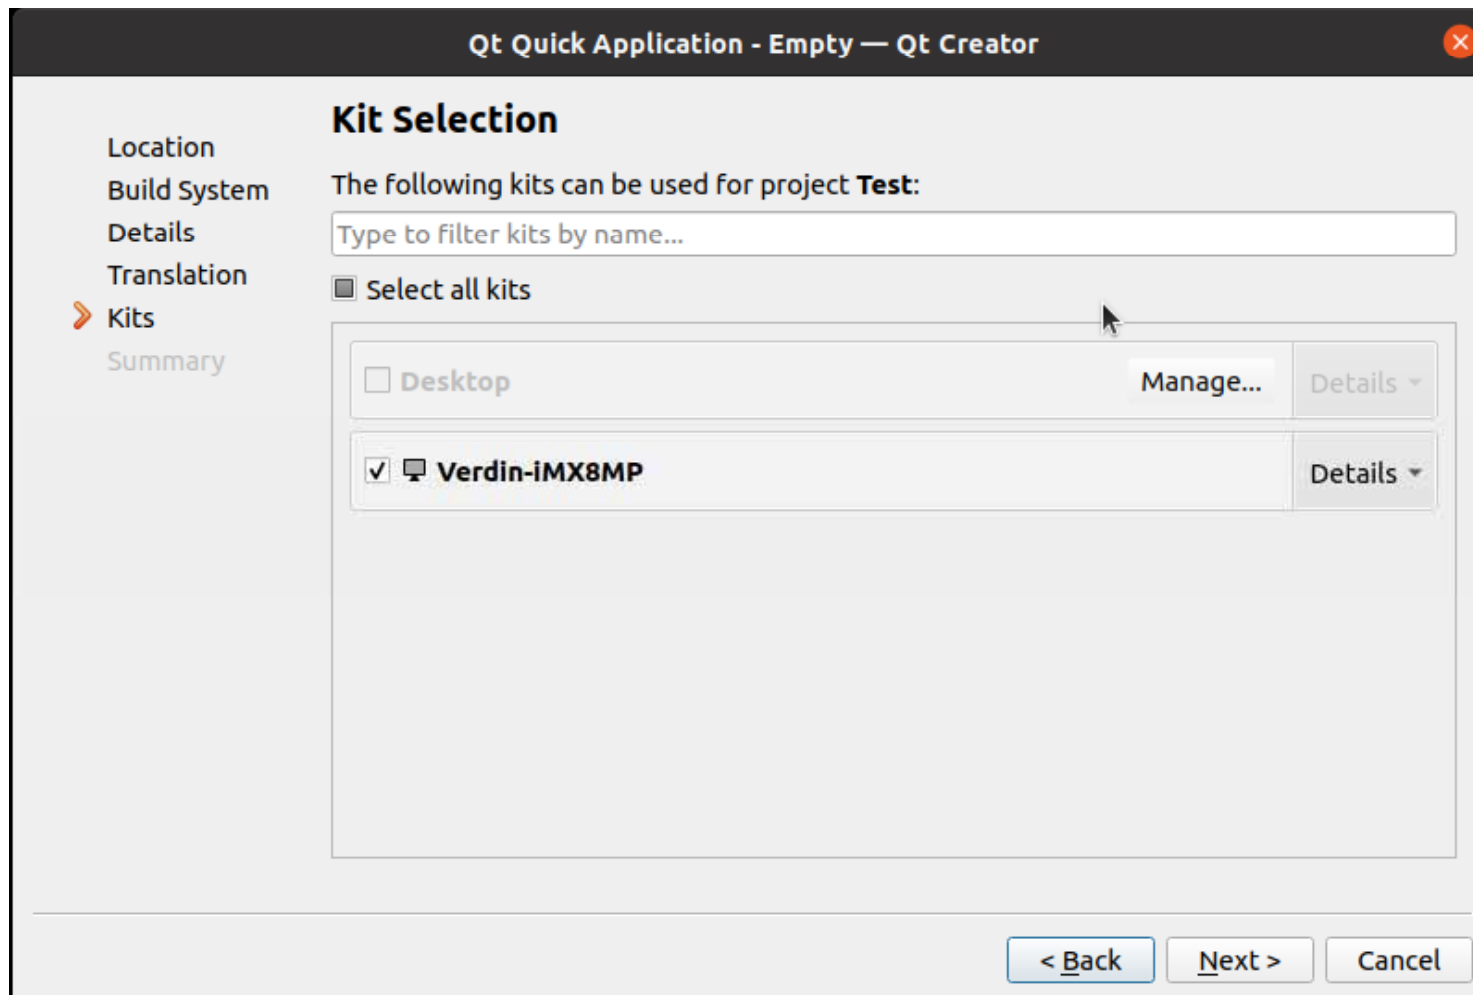 Qt Quick Application - Empty — Qt Creator
Location
Build System
Details
Translation
Kits
Summary
Kit Selection
The following kits can be used for project Test:
Type to filter kits by name...
Select all kits
Desktop
Manage...
Details
Verdin-iMX8MP
Details
< Back
Next >
Cancel